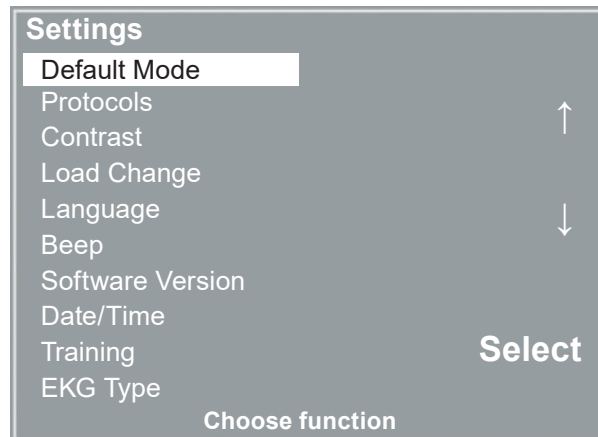 Settings
Default Mode
Protocols
↑
Contrast
Load Change
Language
↓
Beep
Software Version
Date/Time
Training
Select
EKG Type
Choose function